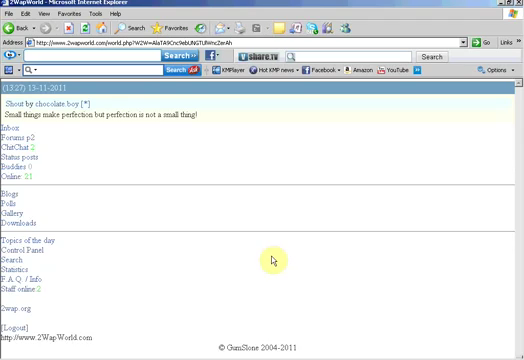 2WapWorld - Microsoft Internet Explorer
File Edit View Favorites Tools Help
Back Search Favorites
Address http://www.2wapworld.com/world.php?
Go Links
Search >> share.tv Search
Search KMPlayer Hot KMP news Facebook Amazon YouTube Options
(13:27) 13-11-2011
Shout by chocolate boy [*]
Small things make perfection but perfection is not a small thing!
Inbox
Forums p2
ChitChat 2
Status posts
Buddies 0
Online: 21
Blogs
Polls
Gallery
Downloads
Topics of the day
Control Panel
Search
Statistics
F.A.Q. / Info
Staff online:2
2wap.org
[Logout]
http://www.2WapWorld.com
© GumSlone 2004-2011